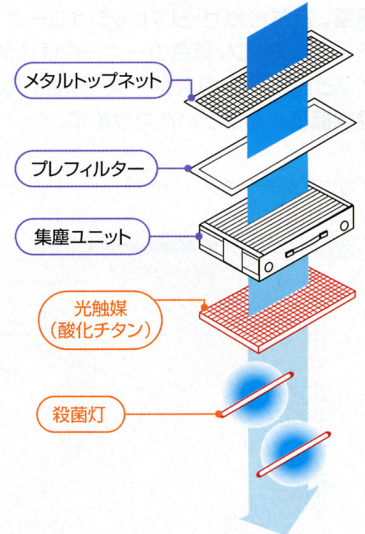 メタルトップネット
プレフィルター
集塵ユニット
光触媒
(酸化チタン)
殺菌灯